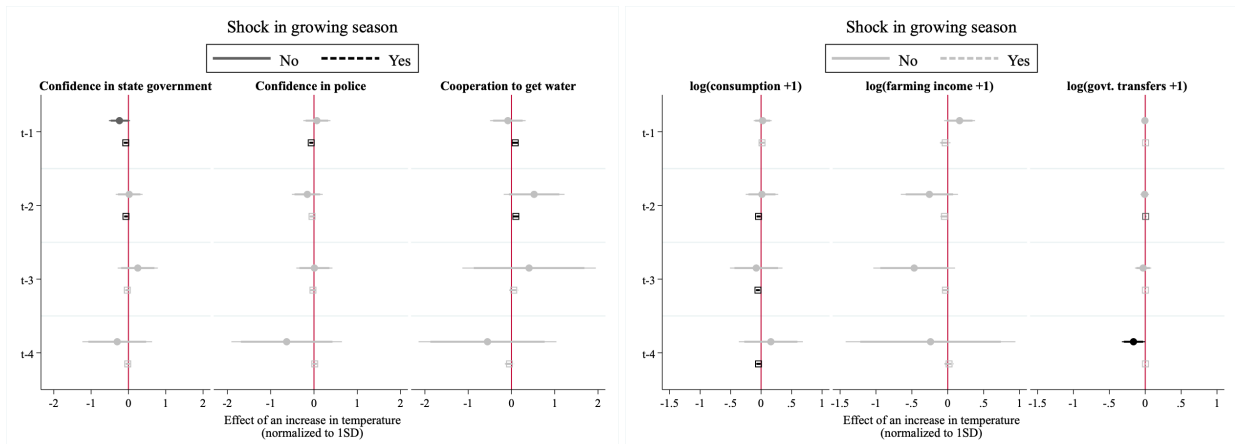 Shock in growing season
No Yes
Confidence in state government Confidence in police Cooperation to get water
t-1
t-2
t-3
t-4
-2 -1 0 1 2 -2 -1 0 1 2 -2 -1 0 1 2
Effect of an increase in temperature
(normalized to 1SD)
Shock in growing season
No Yes
log(consumption +1) log(farming income +1) log(govt. transfers +1)
t-1
t-2
t-3
t-4
-1.5 -1 -.5 0 .5 1 -1.5 -1 -.5 0 .5 1 -1.5 -1 -.5 0 .5 1
Effect of an increase in temperature
(normalized to 1SD)